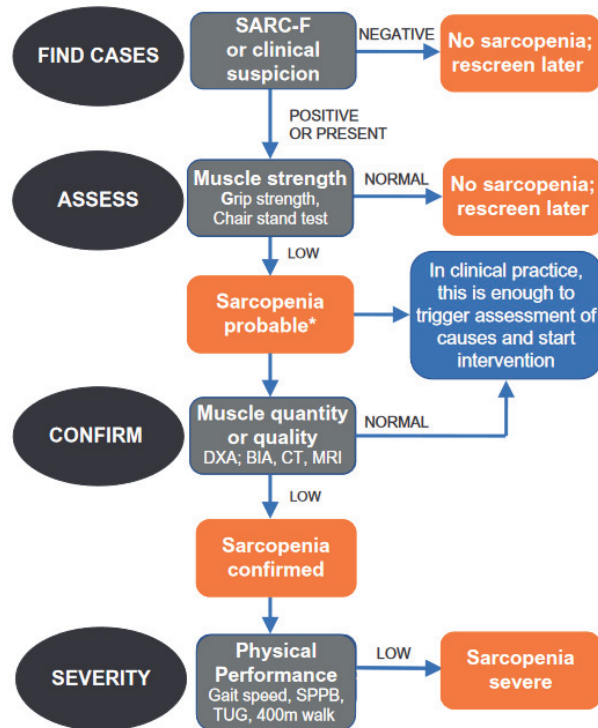 FIND CASES
SARC-F
or clinical
suspicion
NEGATIVE
No sarcopenia;
rescreen later
POSITIVE
OR PRESENT
ASSESS
Muscle strength
Grip strength,
Chair stand test
NORMAL
No sarcopenia;
rescreen later
LOW
Sarcopenia
probable*
In clinical practice,
this is enough to
trigger assessment of
causes and start
intervention
CONFIRM
Muscle quantity
or quality
DXA; BIA, CT, MRI
NORMAL
LOW
Sarcopenia
confirmed
SEVERITY
Physical
Performance
Gait speed, SPPB,
TUG, 400m walk
LOW
Sarcopenia
severe